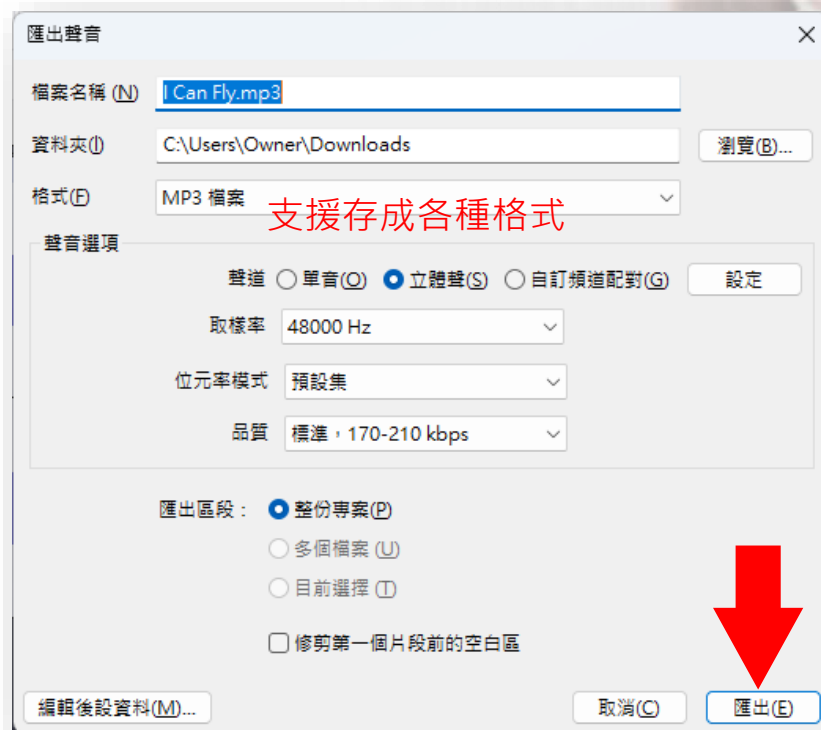 匯出聲音
檔案名稱 (N) I Can Fly.mp3
資料夾(I) C:\Users\Owner\Downloads 瀏覽(B)...
格式(F) MP3 檔案
支援存成各種格式
聲音選項
聲道 單音(O) 立體聲(S) 自訂頻道配對(G) 設定
取樣率 48000 Hz
位元率模式 預設集
品質 標準，170-210 kbps
匯出區段： 整份專案(P)
多個檔案 (U)
目前選擇 (T)
修剪第一個片段前的空白區
編輯後設資料(M)... 取消(C) 匯出(E)